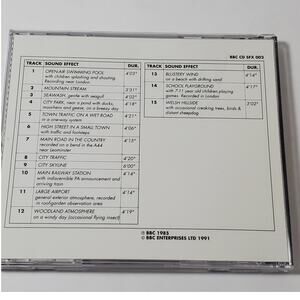 BBC CD SFX 002
TRACK SOUND EFFECT DUR.
1 OPEN-AIR SWIMMING POOL 4'03"
with children splashing and shouting.
Recording near London
2 MOUNTAIN STREAM 3'31"
3 SEAWASH, gentle with seagull 4'02"
4 CITY PARK, near a pond with ducks, 4'18"
moorhens and geese, by a road
5 TOWN TRAFFIC ON A WET ROAD 4'21"
in a one-way system
6 HIGH STREET IN A SMALL TOWN 4'06"
with traffic and footsteps
7 MAIN ROAD IN THE COUNTRY 4'15"
recorded on a bend in the A44
near Leominster
8 CITY TRAFFIC 4'20"
9 CITY SKYLINE 6'00"
10 MAIN RAILWAY STATION 4'14"
with indiscernible PA announcement and
arriving train
11 LARGE AIRPORT 4'14"
general exterior atmosphere, recorded in
roof-garden observation area
12 WOODLAND ATMOSPHERE 4'19"
on a windy day (occasional flying insect)
TRACK SOUND EFFECT DUR.
13 BLUSTERY WIND 4'14"
on a beach with drifting sand
14 SCHOOL PLAYGROUND 4'17"
with 7-11 year old children playing
games. Recorded in London
15 WELSH HILLSIDE 3'02"
with occasional creaking trees, birds &
distant sheepdog
Ⓟ BBC 1985
© BBC ENTERPRISES LTD 1991